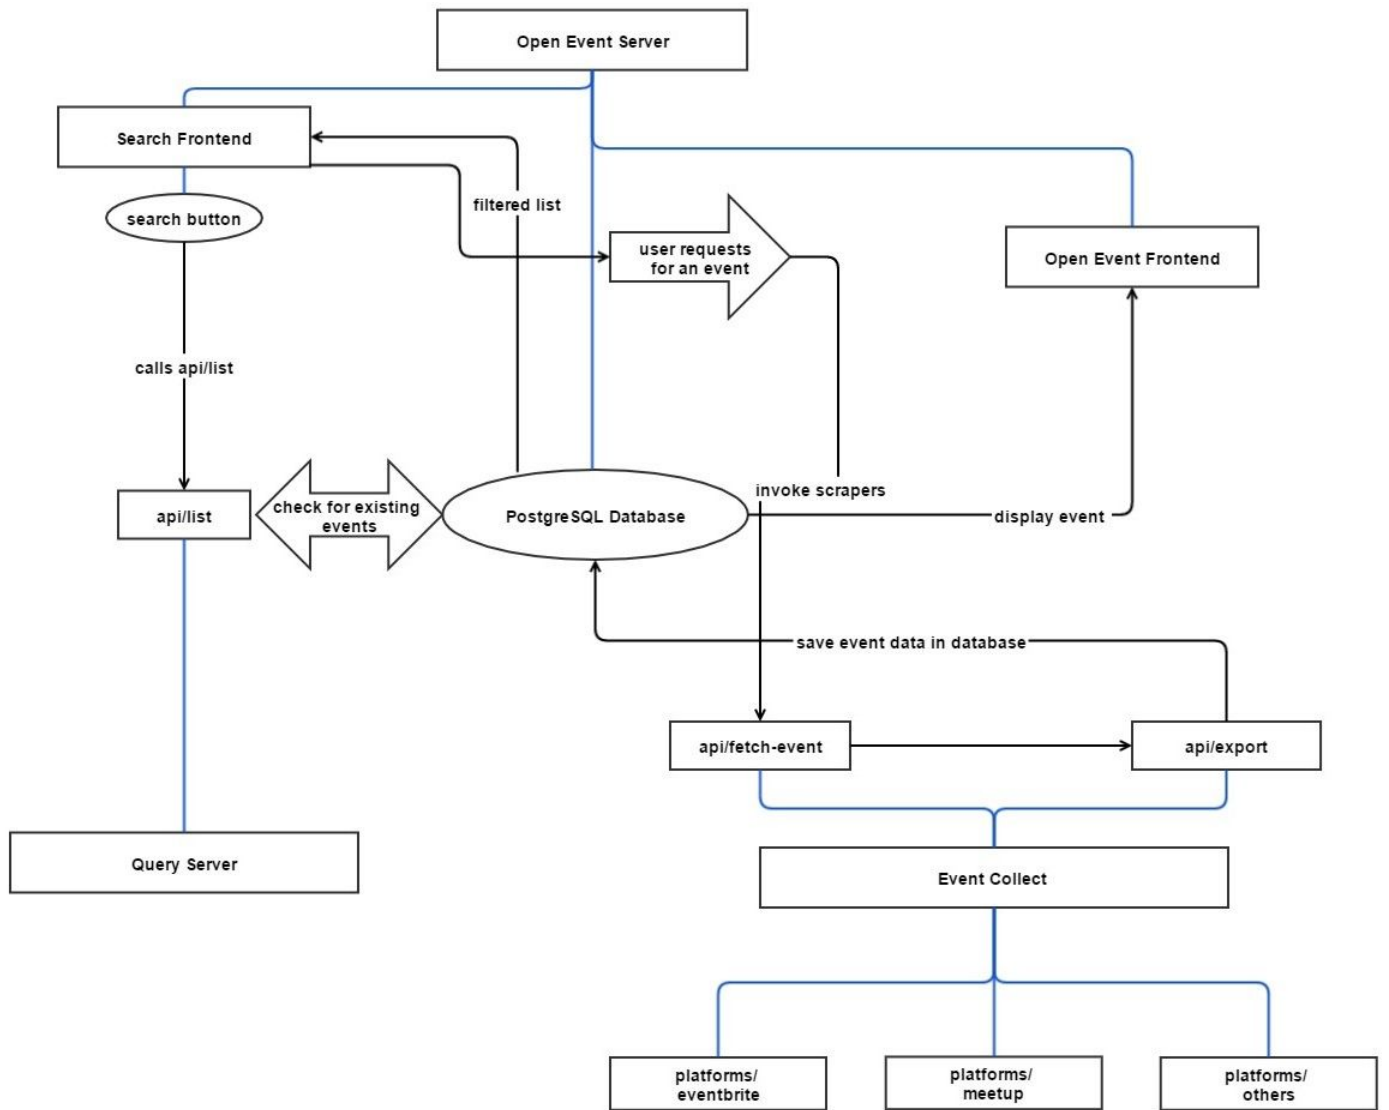 Open Event Server
Search Frontend
filtered list
search button
user requests
for an event
Open Event Frontend
calls api/list
invoke scrapers
check for existing
events
api/list
PostgreSQL Database
display event
save event data in database
api/fetch-event
api/export
Query Server
Event Collect
platforms/
eventbrite
platforms/
meetup
platforms/
others